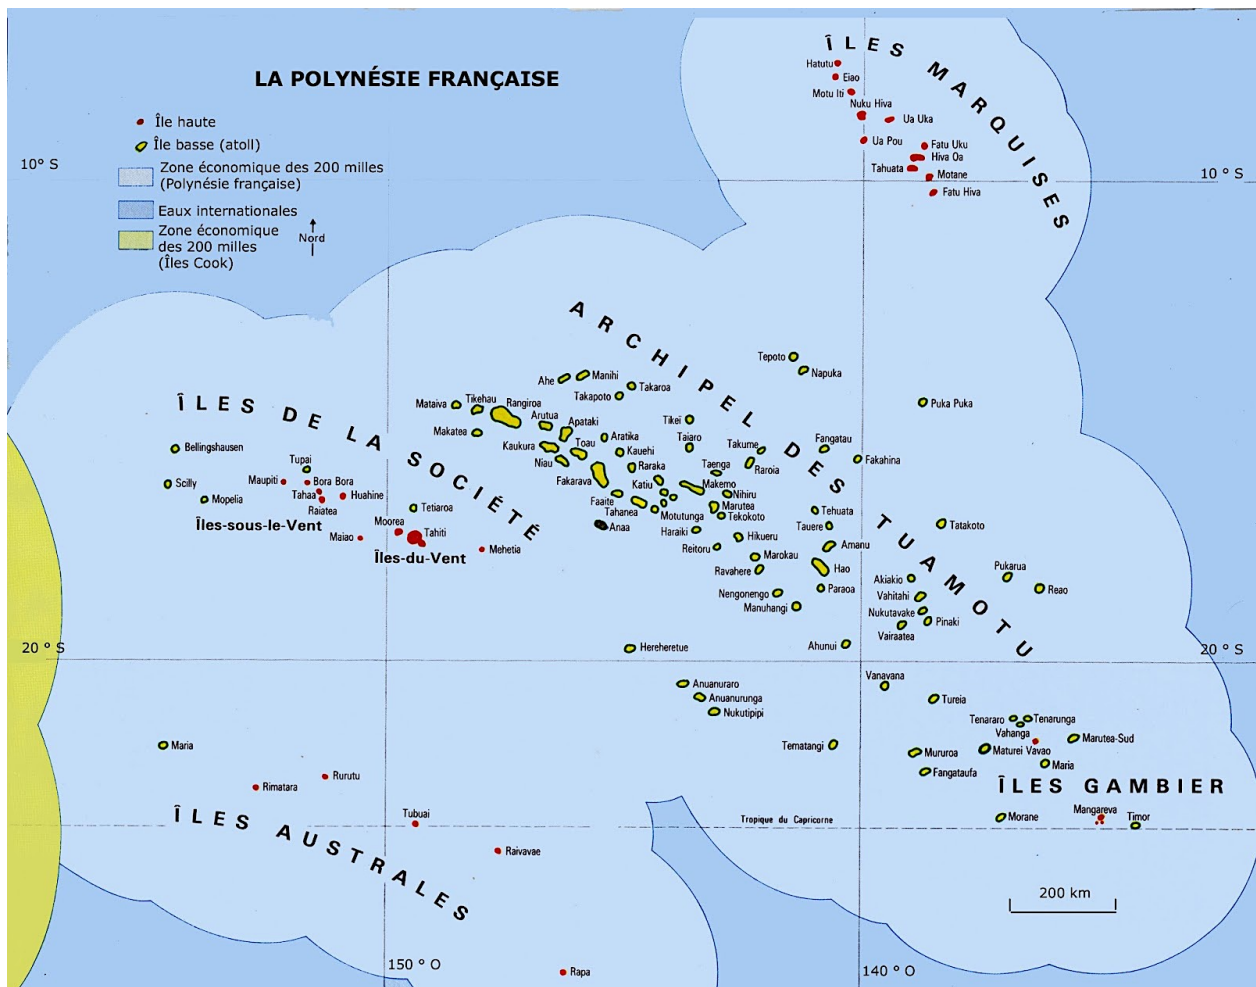 LA POLYNÉSIE FRANÇAISE
Île haute
Île basse (atoll)
Zone économique des 200 milles
(Polynésie française)
Eaux internationales
Zone économique
des 200 milles
(Îles Cook)
Nord
10° S
10° S
ÎLES MARQUISES
Hatutu
Eiao
Motu Iti
Nuku Hiva
Ua Uka
Ua Pou
Fatu Uku
Hiva Oa
Tahuata
Motane
Fatu Hiva
ARCHIPEL DES TUAMOTU
Tepoto
Napuka
Ahe
Manihi
Takaroa
Takapoto
Puka Puka
Mataiva
Tikehau
Rangiroa
Arutua
Apataki
Tikeï
Makatea
Kaukura
Toau
Aratika
Taiaro
Takume
Fangatau
Kauehi
Fakahina
Niau
Raraka
Taenga
Raroia
Fakarava
Katiu
Makemo
Nihiru
Faaite
Tahanea
Marutea
Motutunga
Tekokoto
Tehuata
Anaa
Haraiki
Tauere
Tatakoto
Hikueru
Reitoru
Amanu
Marokau
Hao
Ravahere
Akiakio
Pukarua
Reao
Nengonengo
Paraoa
Vahitahi
Manuhangi
Nukutavake
Pinaki
Vairaatea
Hereheretue
Ahunui
ÎLES DE LA SOCIÉTÉ
Bellingshausen
Tupai
Scilly
Maupiti
Bora Bora
Tahaa
Huahine
Mopelia
Raiatea
Tetiaroa
Îles-sous-le-Vent
Moorea
Maiao
Tahiti
Mehetia
Îles-du-Vent
20 ° S
20 ° S
Anuanuraro
Anuanurunga
Nukutipipi
Vanavana
Tureia
Tematangi
Tenararo
Tenarunga
Vahanga
Marutea-Sud
Mururoa
Maturei Vavao
Maria
Fangataufa
ÎLES GAMBIER
Morane
Mangareva
Timor
Maria
Rurutu
Rimatara
Tubuai
ÎLES AUSTRALES
Raivavae
Tropique du Capricorne
200 km
150 ° O
140 ° O
Rapa